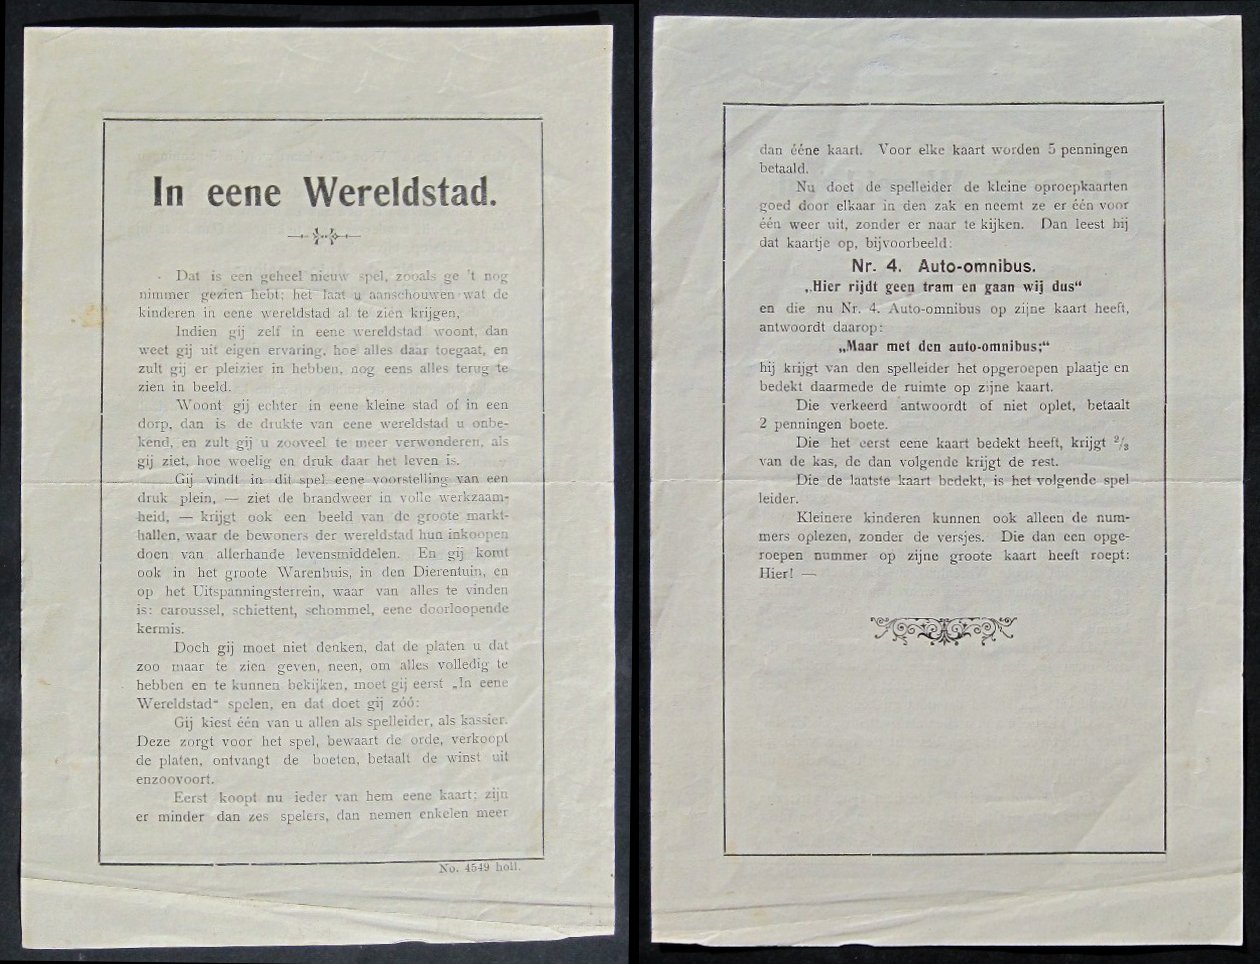 In eene Wereldstad.
Dat is een geheel nieuw spel, zooals ge 't nog
nimmer gezien hebt; het laat u aanschouwen wat de
kinderen in eene wereldstad al te zien krijgen,
Indien gij zelf in eene wereldstad woont, dan
weet gij uit eigen ervaring, hoe alles daar toegaat, en
zult gij er pleizier in hebben, nog eens alles terug te
zien in beeld.
Woont gij echter in eene kleine stad of in een
dorp, dan is de drukte van eene wereldstad u onbe-
kend, en zult gij u zooveel te meer verwonderen, als
gij ziet, hoe woelig en druk daar het leven is.
Gij vindt in dit spel eene voorstelling van een
druk plein, — ziet de brandweer in volle werkzaam-
heid, — krijgt ook een beeld van de groote markt-
hallen, waar de bewoners der wereldstad hun inkoopen
doen van allerhande levensmiddelen. En gij komt
ook in het groote Warenhuis, in den Dierentuin, en
op het Uitspanningsterrein, waar van alles te vinden
is: caroussel, schiettent, schommel, eene doorloopende
kermis.
Doch gij moet niet denken, dat de platen u dat
zoo maar te zien geven, neen, om alles volledig te
hebben en te kunnen bekijken, moet gij eerst „In eene
Wereldstad“ spelen, en dat doet gij zóó:
Gij kiest één van u allen als spelleider, als kassier.
Deze zorgt voor het spel, bewaart de orde, verkoopt
de platen, ontvangt de boeten, betaalt de winst uit
enzoovoort.
Eerst koopt nu ieder van hem eene kaart; zijn
er minder dan zes spelers, dan nemen enkelen meer
No. 4549 holl.
dan ééne kaart. Voor elke kaart worden 5 penningen
betaald.
Nu doet de spelleider de kleine oproepkaarten
goed door elkaar in den zak en neemt ze er één voor
één weer uit, zonder er naar te kijken. Dan leest hij
dat kaartje op, bijvoorbeeld:
Nr. 4. Auto-omnibus.
„Hier rijdt geen tram en gaan wij dus“
en die nu Nr. 4. Auto-omnibus op zijne kaart heeft,
antwoordt daarop:
„Maar met den auto-omnibus;“
hij krijgt van den spelleider het opgeroepen plaatje en
bedekt daarmede de ruimte op zijne kaart.
Die verkeerd antwoordt of niet oplet, betaalt
2 penningen boete.
Die het eerst eene kaart bedekt heeft, krijgt ²/₃
van de kas, de dan volgende krijgt de rest.
Die de laatste kaart bedekt, is het volgende spel
leider.
Kleinere kinderen kunnen ook alleen de num-
mers oplezen, zonder de versjes. Die dan een opge-
roepen nummer op zijne groote kaart heeft roept:
Hier! —